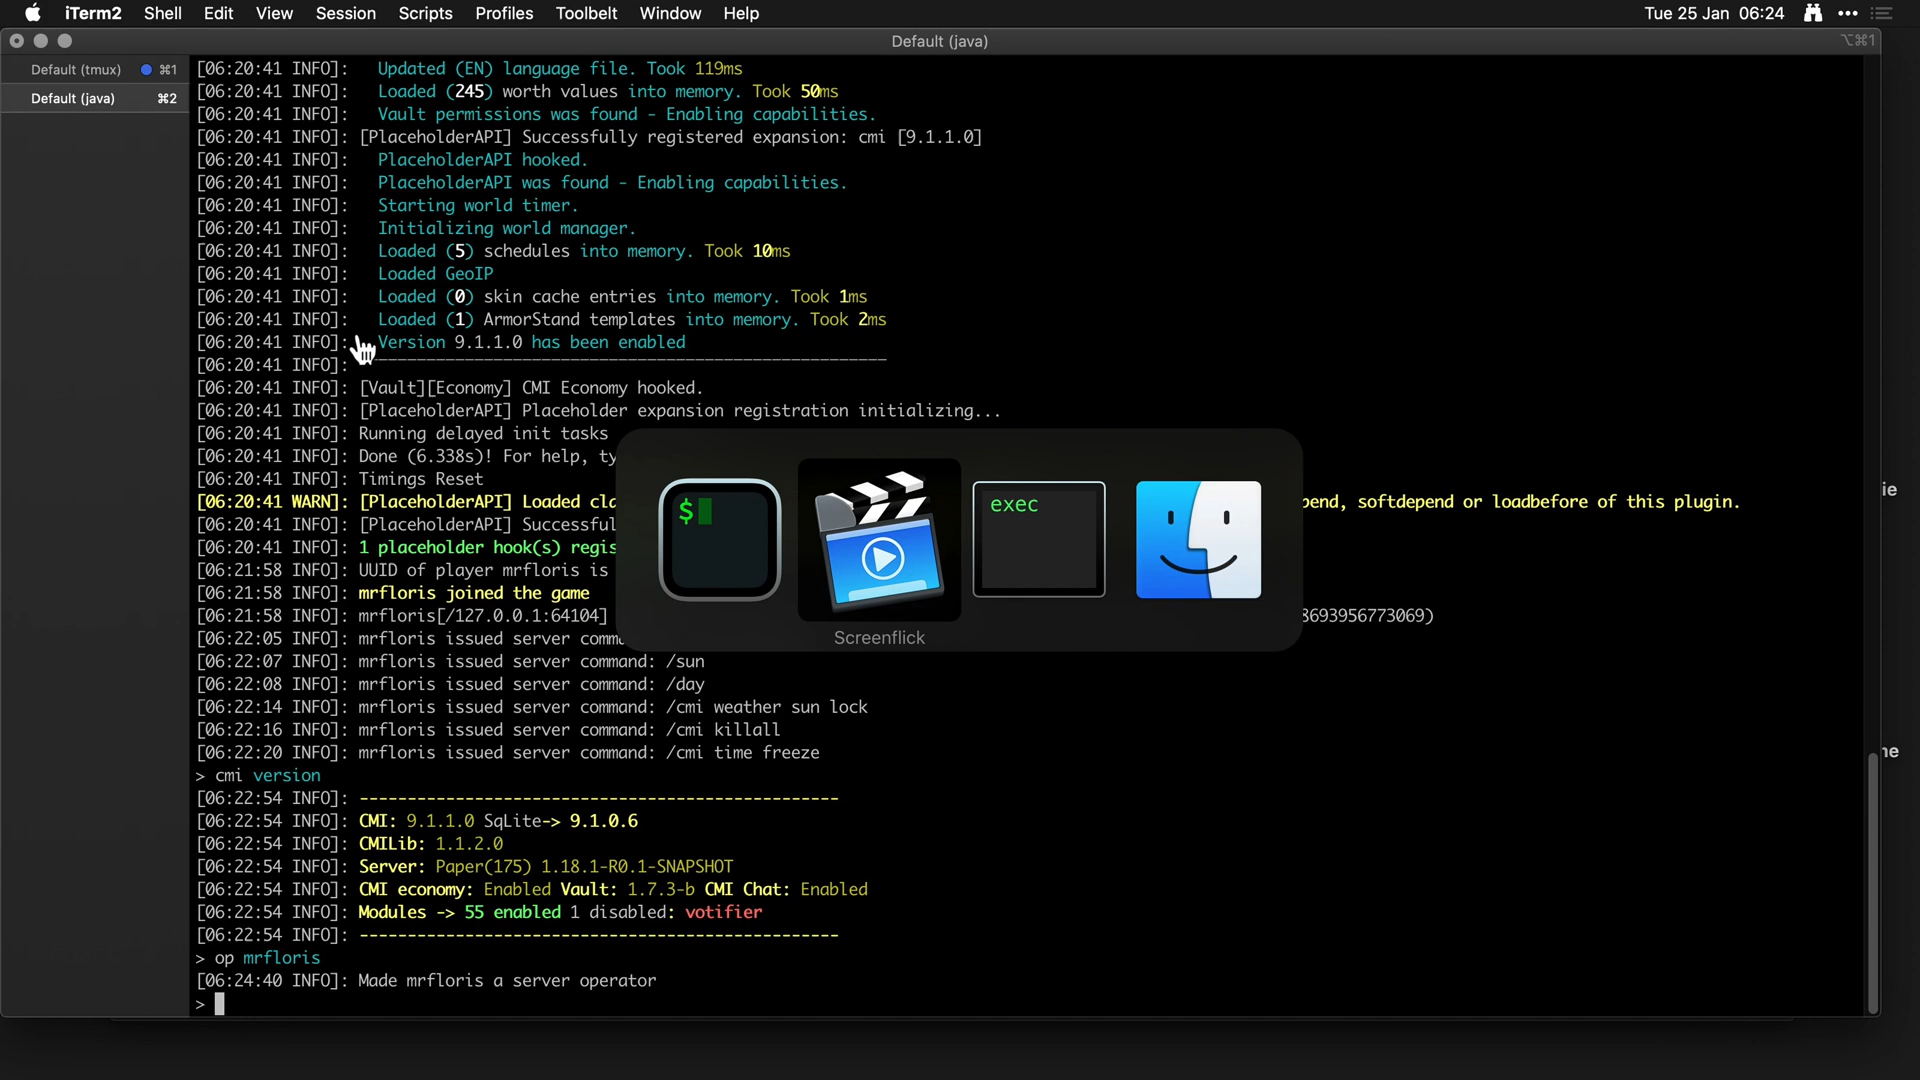 iTerm2 Shell Edit View Session Scripts Profiles Toolbelt Window Help Tue 25 Jan 06:24
Default (java) ⌥⌘1
Default (tmux) ⌘1
Default (java) ⌘2
[06:20:41 INFO]: Updated (EN) language file. Took 119ms
[06:20:41 INFO]: Loaded (245) worth values into memory. Took 50ms
[06:20:41 INFO]: Vault permissions was found - Enabling capabilities.
[06:20:41 INFO]: [PlaceholderAPI] Successfully registered expansion: cmi [9.1.1.0]
[06:20:41 INFO]: PlaceholderAPI hooked.
[06:20:41 INFO]: PlaceholderAPI was found - Enabling capabilities.
[06:20:41 INFO]: Starting world timer.
[06:20:41 INFO]: Initializing world manager.
[06:20:41 INFO]: Loaded (5) schedules into memory. Took 10ms
[06:20:41 INFO]: Loaded GeoIP
[06:20:41 INFO]: Loaded (0) skin cache entries into memory. Took 1ms
[06:20:41 INFO]: Loaded (1) ArmorStand templates into memory. Took 2ms
[06:20:41 INFO]: Version 9.1.1.0 has been enabled
[06:20:41 INFO]: -------------------------------------------------------
[06:20:41 INFO]: [Vault][Economy] CMI Economy hooked.
[06:20:41 INFO]: [PlaceholderAPI] Placeholder expansion registration initializing...
[06:20:41 INFO]: Running delayed init tasks
[06:20:41 INFO]: Done (6.338s)! For help, ty
[06:20:41 INFO]: Timings Reset
[06:20:41 WARN]: [PlaceholderAPI] Loaded cla pend, softdepend or loadbefore of this plugin.
[06:20:41 INFO]: [PlaceholderAPI] Successful
[06:20:41 INFO]: 1 placeholder hook(s) regis
[06:21:58 INFO]: UUID of player mrfloris is
[06:21:58 INFO]: mrfloris joined the game
[06:21:58 INFO]: mrfloris[/127.0.0.1:64104] 8693956773069)
[06:22:05 INFO]: mrfloris issued server comm
[06:22:07 INFO]: mrfloris issued server command: /sun
[06:22:08 INFO]: mrfloris issued server command: /day
[06:22:14 INFO]: mrfloris issued server command: /cmi weather sun lock
[06:22:16 INFO]: mrfloris issued server command: /cmi killall
[06:22:20 INFO]: mrfloris issued server command: /cmi time freeze
> cmi version
[06:22:54 INFO]: --------------------------------------------------
[06:22:54 INFO]: CMI: 9.1.1.0 SqLite-> 9.1.0.6
[06:22:54 INFO]: CMILib: 1.1.2.0
[06:22:54 INFO]: Server: Paper(175) 1.18.1-R0.1-SNAPSHOT
[06:22:54 INFO]: CMI economy: Enabled Vault: 1.7.3-b CMI Chat: Enabled
[06:22:54 INFO]: Modules -> 55 enabled 1 disabled: votifier
[06:22:54 INFO]: --------------------------------------------------
> op mrfloris
[06:24:40 INFO]: Made mrfloris a server operator
>
$
exec
Screenflick
ie
ne